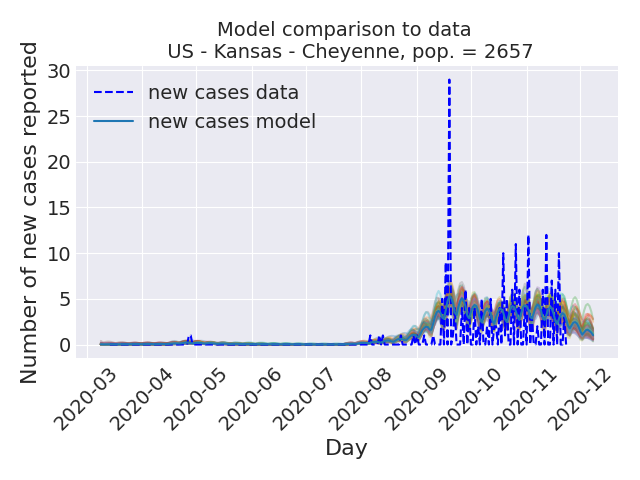 Model comparison to data
US - Kansas - Cheyenne, pop. = 2657
Number of new cases reported
30
25
20
15
10
5
0
new cases data
new cases model
2020-03
2020-04
2020-05
2020-06
2020-07
2020-08
2020-09
2020-10
2020-11
2020-12
Day